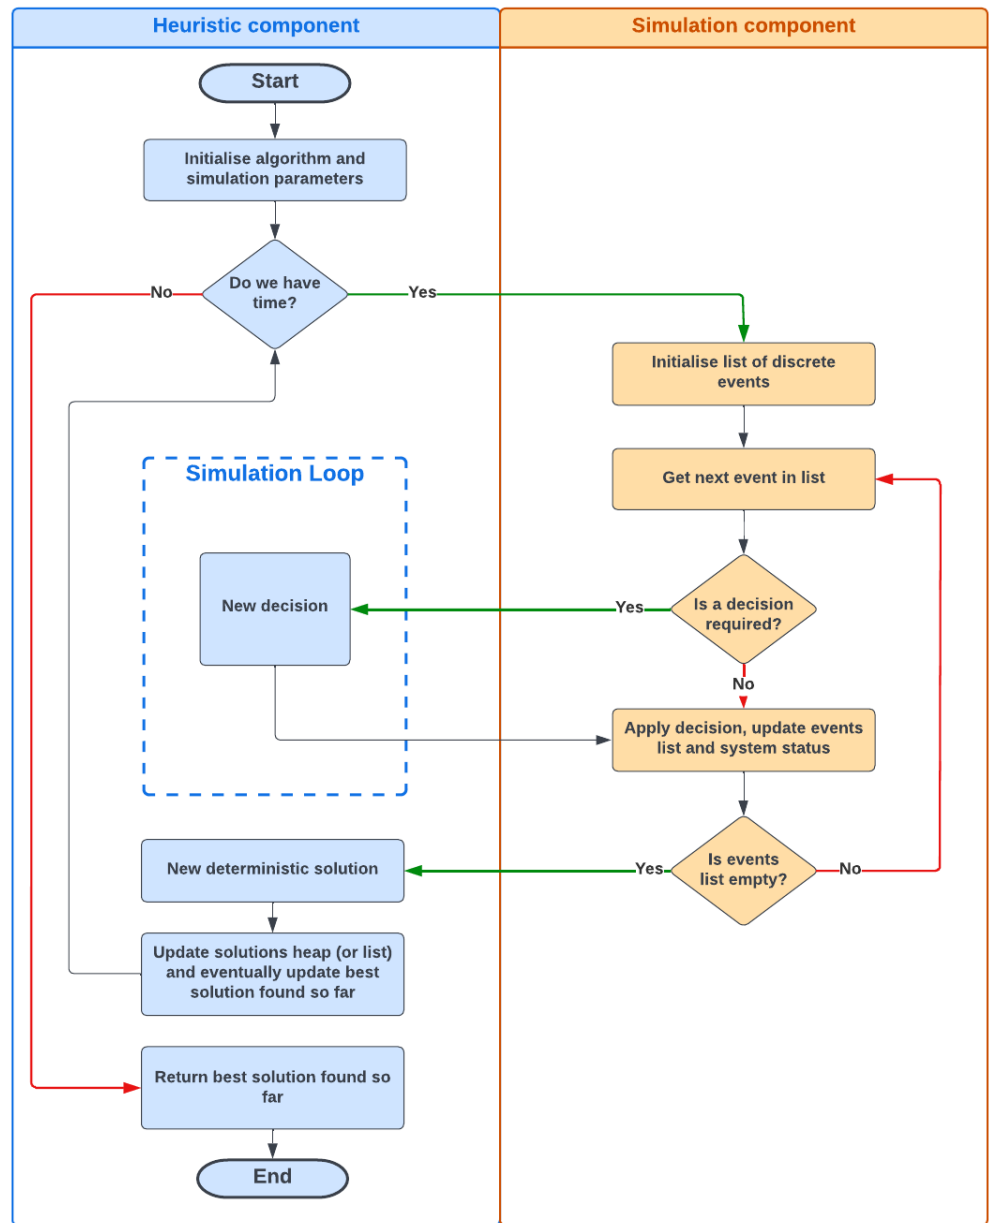 Heuristic component
Simulation component
Start
Initialise algorithm and
simulation parameters
Do we have
time?
No
Yes
Initialise list of discrete
events
Get next event in list
Simulation Loop
New decision
Yes
Is a decision
required?
No
Apply decision, update events
list and system status
Is events
list empty?
Yes
No
New deterministic solution
Update solutions heap (or list)
and eventually update best
solution found so far
Return best solution found so
far
End